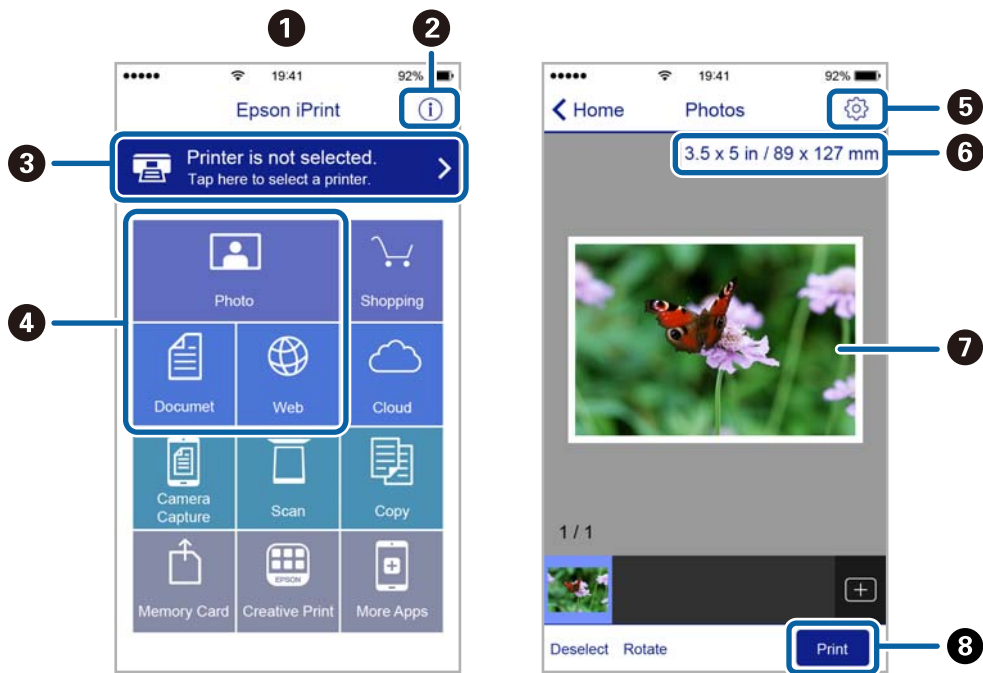 1
2
19:41
92%
Epson iPrint
i
3
Printer is not selected.
Tap here to select a printer.
4
Photo
Shopping
Documet
Web
Cloud
Camera
Capture
Scan
Copy
EPSON
Memory Card
Creative Print
More Apps
19:41
92%
Home
Photos
5
3.5 x 5 in / 89 x 127 mm
6
7
1 / 1
Deselect
Rotate
Print
8